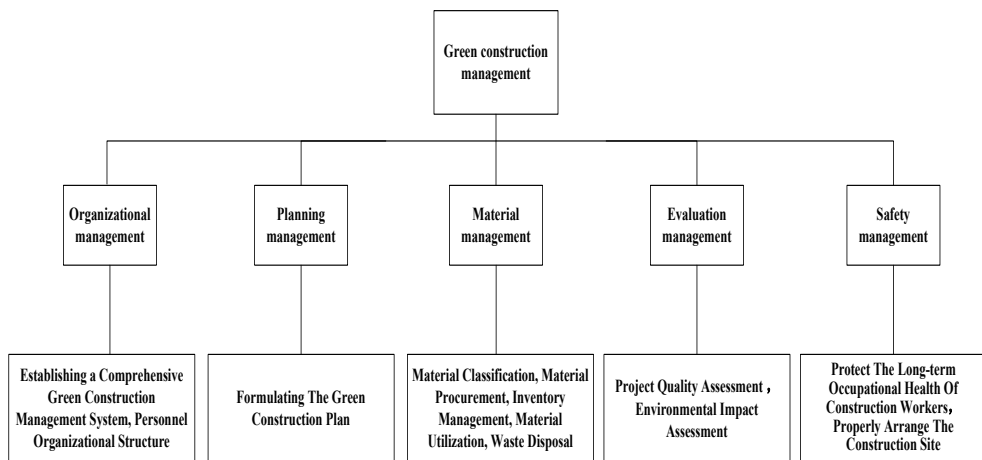 Green construction
management
Organizational
management
Planning
management
Material
management
Evaluation
management
Safety
management
Establishing a Comprehensive
Green Construction
Management System, Personnel
Organizational Structure
Formulating The Green
Construction Plan
Material Classification, Material
Procurement, Inventory
Management, Material
Utilization, Waste Disposal
Project Quality Assessment，
Environmental Impact
Assessment
Protect The Long-term
Occupational Health Of
Construction Workers,
Properly Arrange The
Construction Site